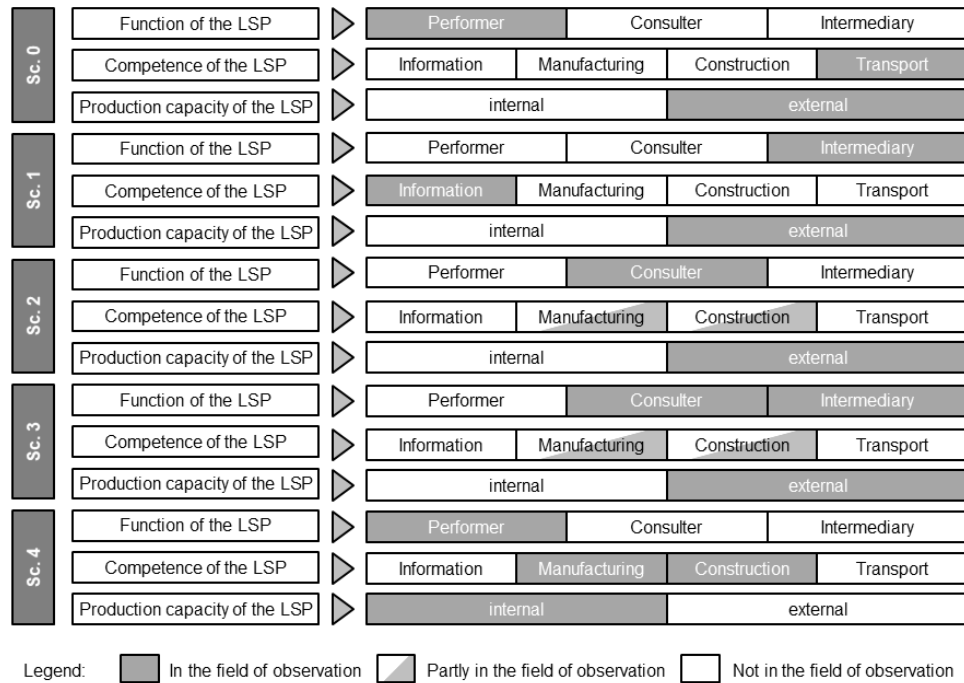 Sc. 0
Function of the LSP Performer Consulter Intermediary
Competence of the LSP Information Manufacturing Construction Transport
Production capacity of the LSP internal external
Sc. 1
Function of the LSP Performer Consulter Intermediary
Competence of the LSP Information Manufacturing Construction Transport
Production capacity of the LSP internal external
Sc. 2
Function of the LSP Performer Consulter Intermediary
Competence of the LSP Information Manufacturing Construction Transport
Production capacity of the LSP internal external
Sc. 3
Function of the LSP Performer Consulter Intermediary
Competence of the LSP Information Manufacturing Construction Transport
Production capacity of the LSP internal external
Sc. 4
Function of the LSP Performer Consulter Intermediary
Competence of the LSP Information Manufacturing Construction Transport
Production capacity of the LSP internal external
Legend: In the field of observation Partly in the field of observation Not in the field of observation